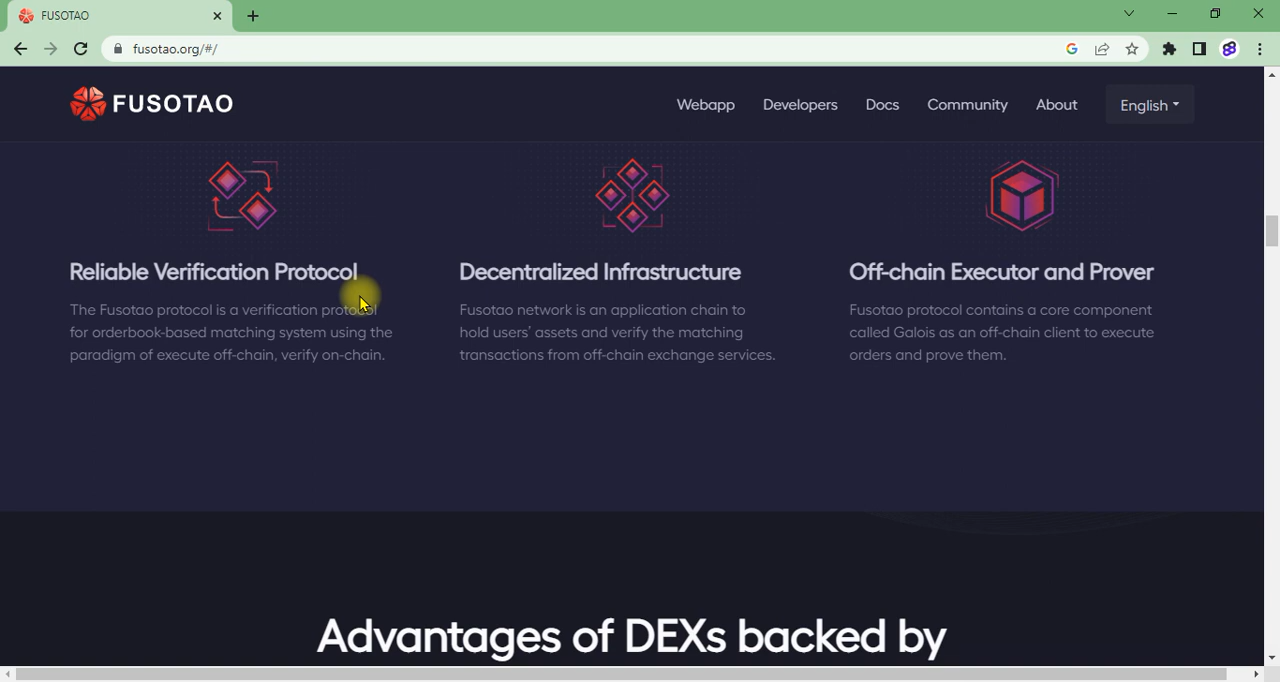 FUSOTAO
fusotao.org/#/
FUSOTAO
Webapp
Developers
Docs
Community
About
English
Reliable Verification Protocol
The Fusotao protocol is a verification protocol
for orderbook-based matching system using the
paradigm of execute off-chain, verify on-chain.
Decentralized Infrastructure
Fusotao network is an application chain to
hold users’ assets and verify the matching
transactions from off-chain exchange services.
Off-chain Executor and Prover
Fusotao protocol contains a core component
called Galois as an off-chain client to execute
orders and prove them.
Advantages of DEXs backed by